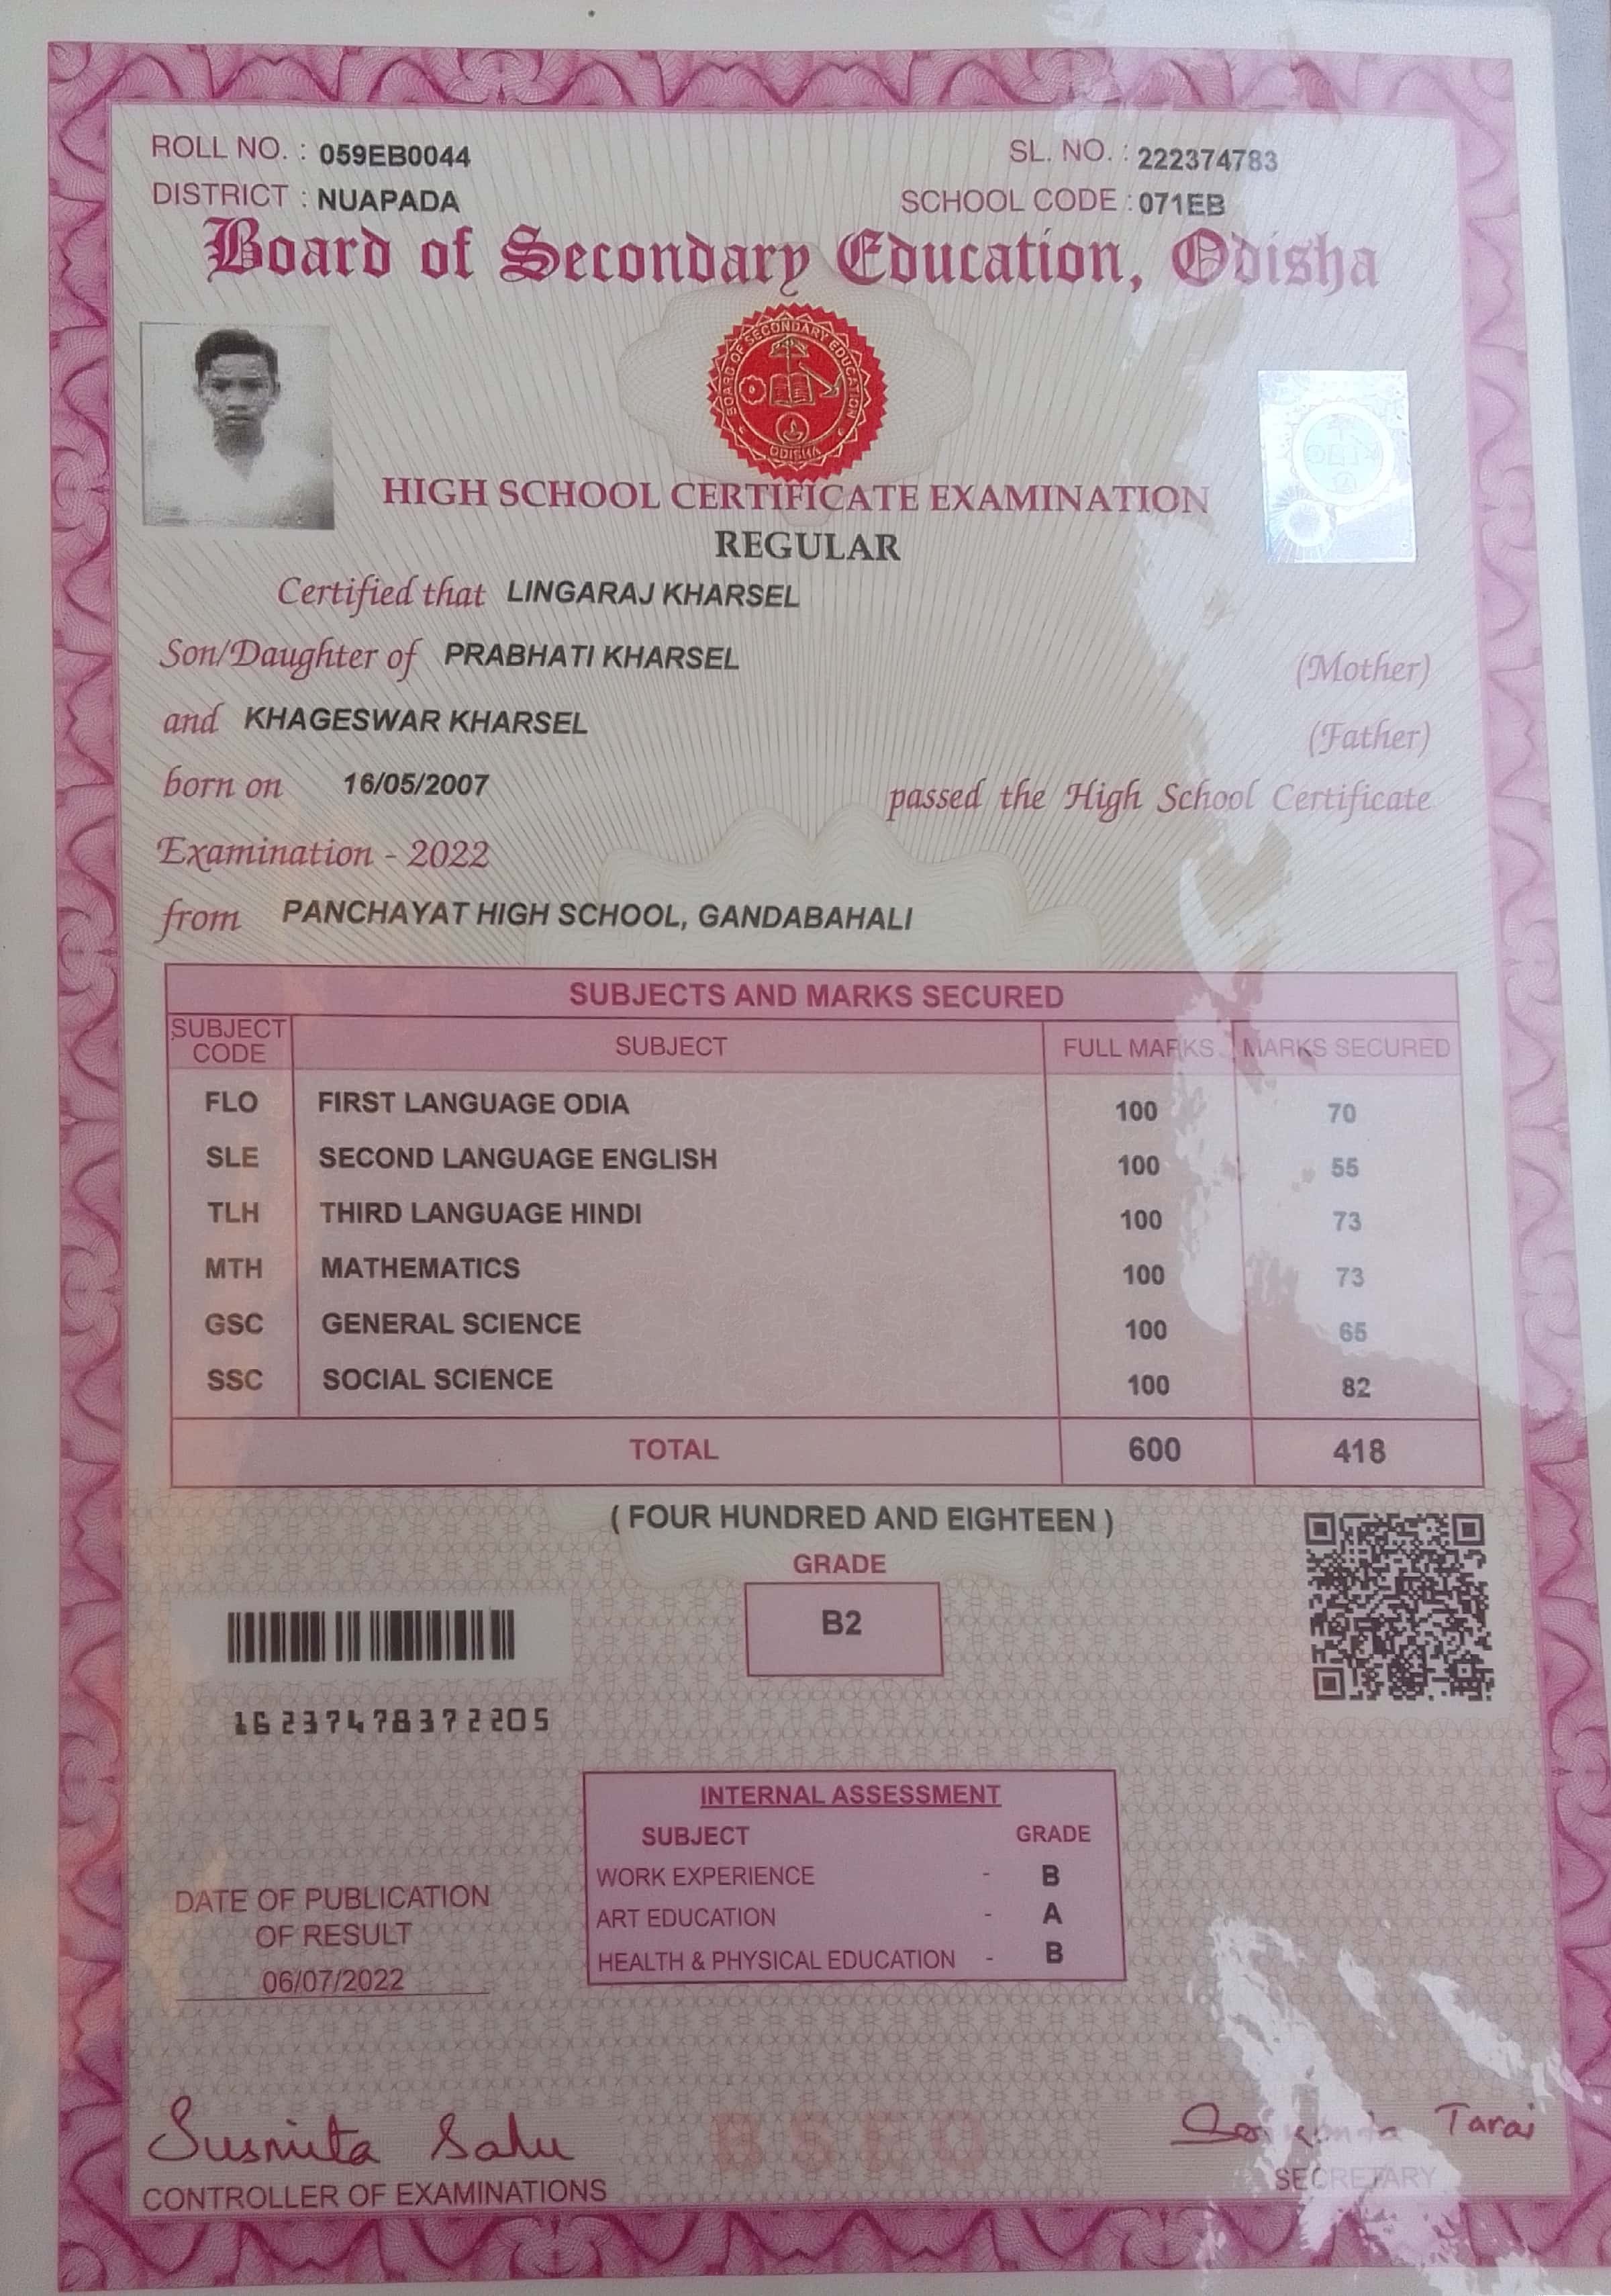 ROLL NO. : 059EB0044 SL. NO. : 222374783
DISTRICT : NUAPADA SCHOOL CODE : 071EB
Board of Secondary Education, Odisha
BOARD OF SECONDARY EDUCATION
ODISHA
HIGH SCHOOL CERTIFICATE EXAMINATION
REGULAR
Certified that LINGARAJ KHARSEL
Son/Daughter of PRABHATI KHARSEL (Mother)
and KHAGESWAR KHARSEL (Father)
born on 16/05/2007 passed the High School Certificate
Examination - 2022
from PANCHAYAT HIGH SCHOOL, GANDABAHALI
SUBJECTS AND MARKS SECURED
SUBJECT CODE SUBJECT FULL MARKS MARKS SECURED
FLO FIRST LANGUAGE ODIA 100 70
SLE SECOND LANGUAGE ENGLISH 100 55
TLH THIRD LANGUAGE HINDI 100 73
MTH MATHEMATICS 100 73
GSC GENERAL SCIENCE 100 65
SSC SOCIAL SCIENCE 100 82
TOTAL 600 418
( FOUR HUNDRED AND EIGHTEEN )
GRADE
B2
16237478372205
INTERNAL ASSESSMENT
SUBJECT GRADE
WORK EXPERIENCE - B
ART EDUCATION - A
HEALTH & PHYSICAL EDUCATION - B
DATE OF PUBLICATION
OF RESULT
06/07/2022
Susmita Sahu Tarai
CONTROLLER OF EXAMINATIONS SECRETARY